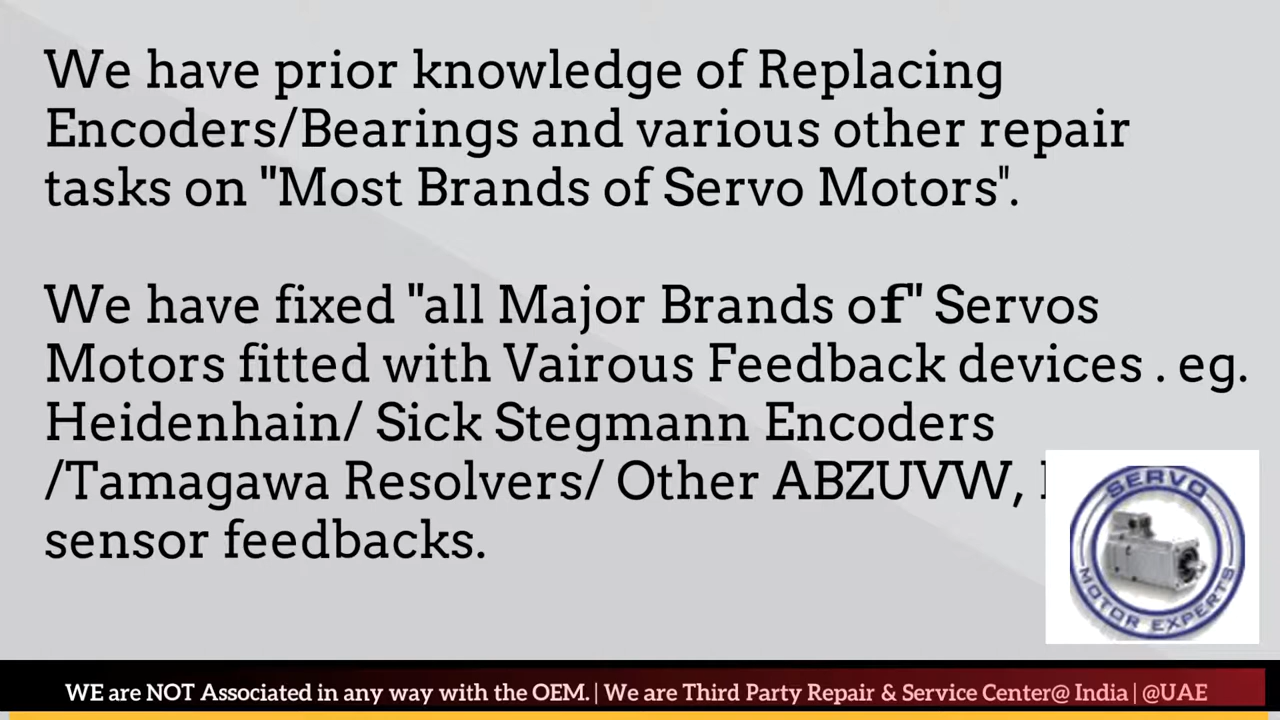 We have prior knowledge of Replacing
Encoders/Bearings and various other repair
tasks on "Most Brands of Servo Motors".
We have fixed "all Major Brands of" Servos
Motors fitted with Vairous Feedback devices . eg.
Heidenhain/ Sick Stegmann Encoders
/Tamagawa Resolvers/ Other ABZUVW,
sensor feedbacks.
SERVO
MOTOR EXPERTS
WE are NOT Associated in any way with the OEM. | We are Third Party Repair & Service Center@ India | @UAE